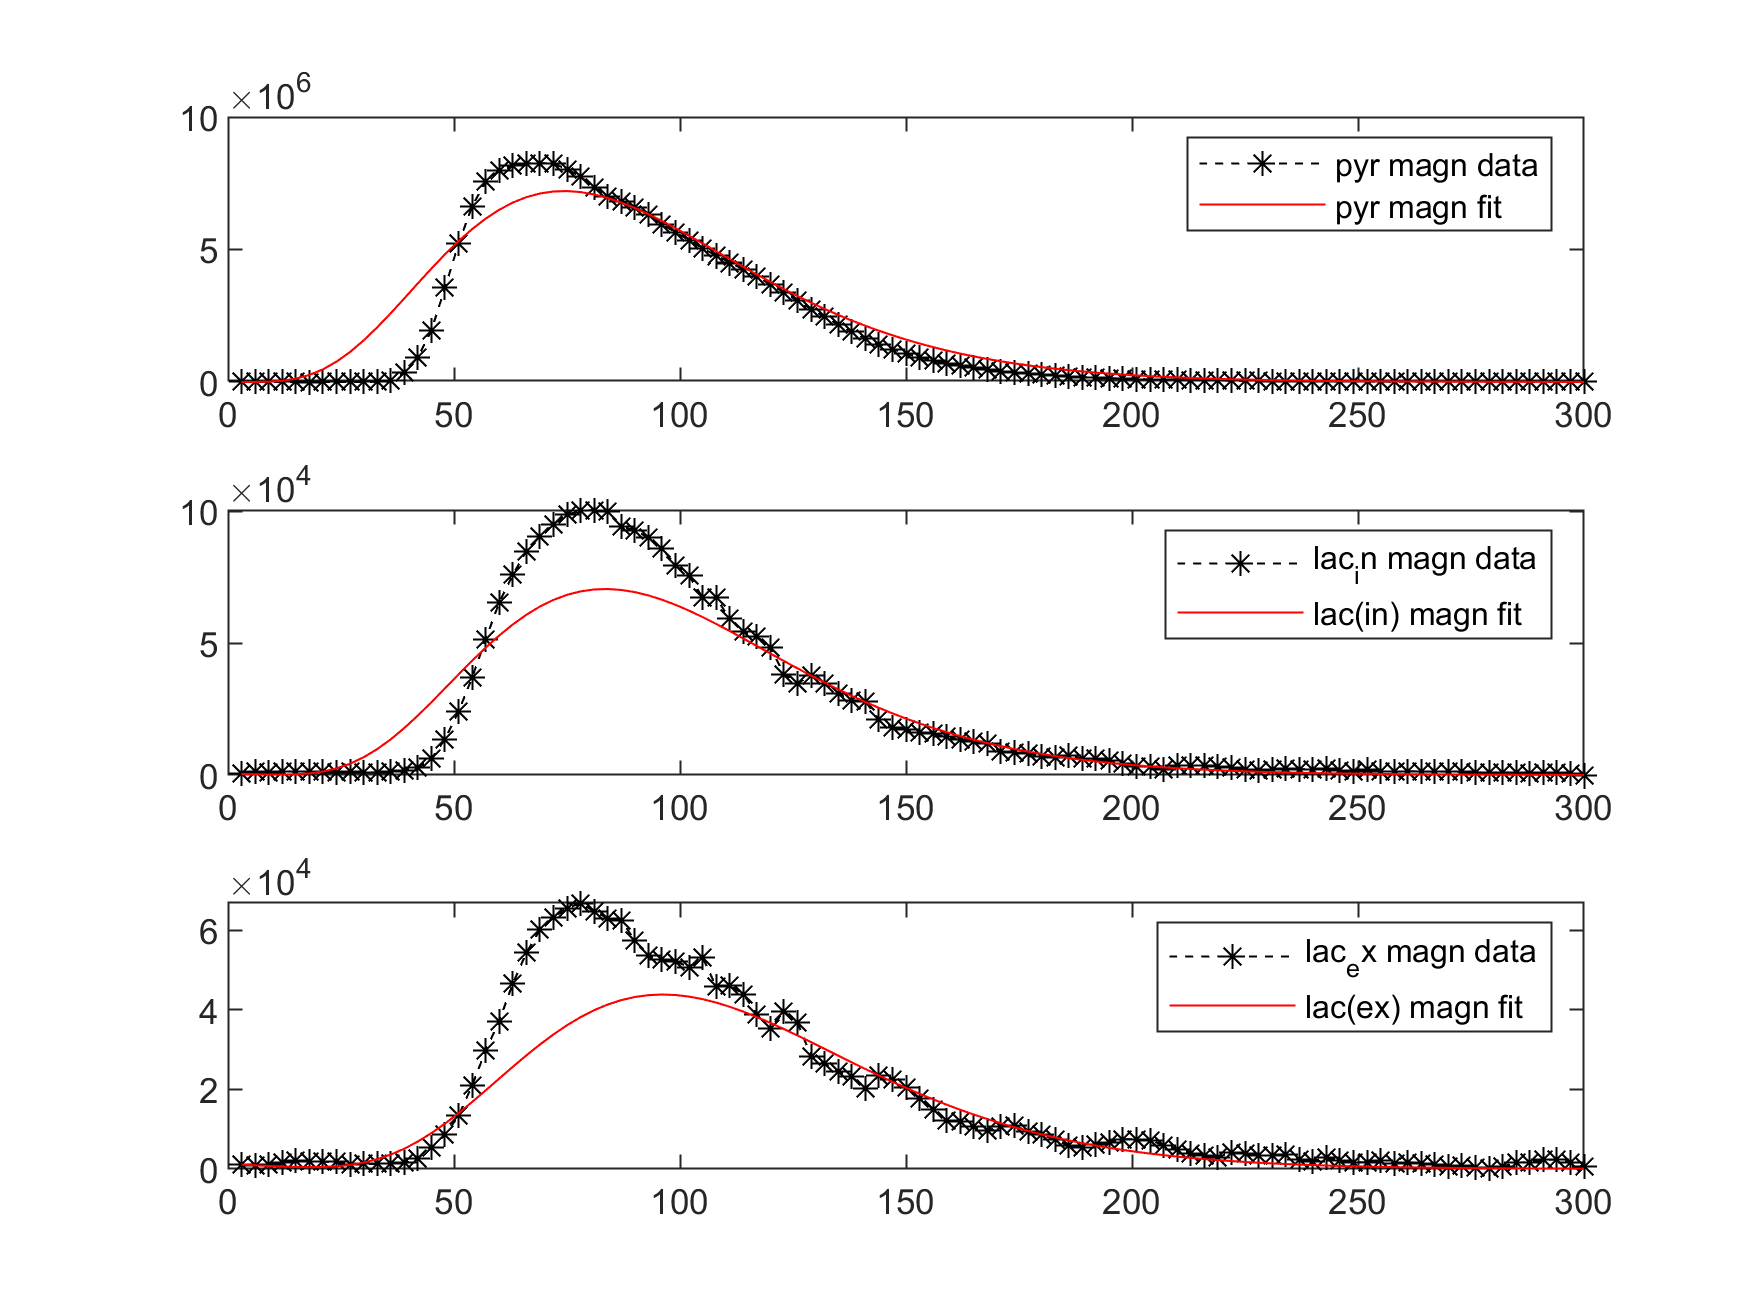 ×10^6
10
5
0
0 50 100 150 200 250 300
pyr magn data
pyr magn fit
×10^4
10
5
0
0 50 100 150 200 250 300
lac_in magn data
lac(in) magn fit
×10^4
6
4
2
0
0 50 100 150 200 250 300
lac_ex magn data
lac(ex) magn fit